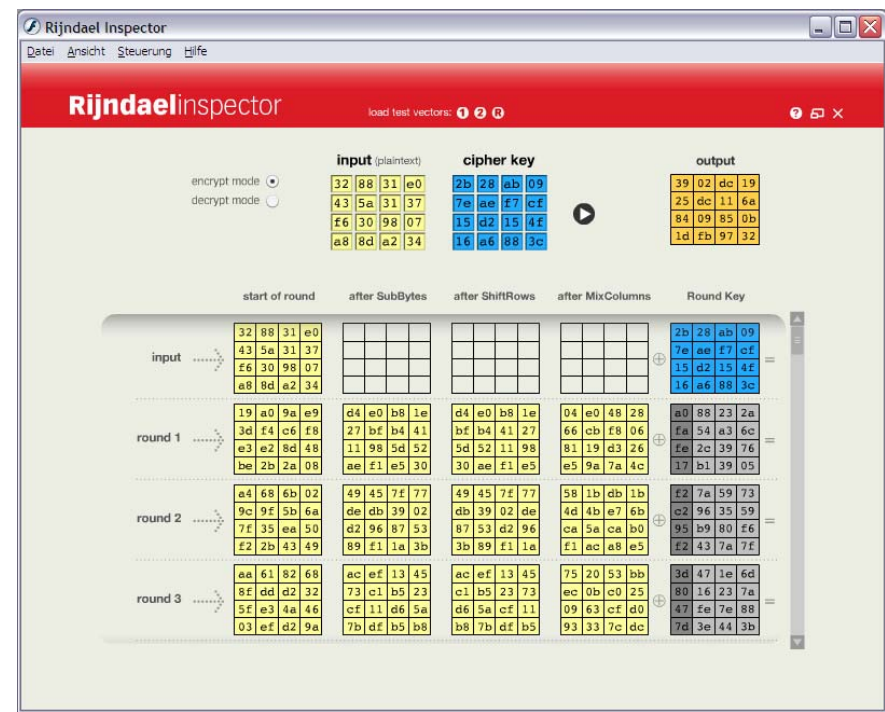 Rijndael Inspector
Datei Ansicht Steuerung Hilfe
Rijndaelinspector load test vectors: 1 2 R ?
input (plaintext) cipher key output
encrypt mode
decrypt mode
32 88 31 e0 2b 28 ab 09 39 02 dc 19
43 5a 31 37 7e ae f7 cf 25 dc 11 6a
f6 30 98 07 15 d2 15 4f 84 09 85 0b
a8 8d a2 34 16 a6 88 3c 1d fb 97 32
start of round after SubBytes after ShiftRows after MixColumns Round Key
input
32 88 31 e0 2b 28 ab 09
43 5a 31 37 7e ae f7 cf
f6 30 98 07 ⊕ 15 d2 15 4f =
a8 8d a2 34 16 a6 88 3c
round 1
19 a0 9a e9 d4 e0 b8 1e d4 e0 b8 1e 04 e0 48 28 a0 88 23 2a
3d f4 c6 f8 27 bf b4 41 bf b4 41 27 66 cb f8 06 fa 54 a3 6c
e3 e2 8d 48 11 98 5d 52 5d 52 11 98 81 19 d3 26 ⊕ fe 2c 39 76 =
be 2b 2a 08 ae f1 e5 30 30 ae f1 e5 e5 9a 7a 4c 17 b1 39 05
round 2
a4 68 6b 02 49 45 7f 77 49 45 7f 77 58 1b db 1b f2 7a 59 73
9c 9f 5b 6a de db 39 02 db 39 02 de 4d 4b e7 6b c2 96 35 59
7f 35 ea 50 d2 96 87 53 87 53 d2 96 ca 5a ca b0 ⊕ 95 b9 80 f6 =
f2 2b 43 49 89 f1 1a 3b 3b 89 f1 1a f1 ac a8 e5 f2 43 7a 7f
round 3
aa 61 82 68 ac ef 13 45 ac ef 13 45 75 20 53 bb 3d 47 1e 6d
8f dd d2 32 73 c1 b5 23 c1 b5 23 73 ec 0b c0 25 80 16 23 7a
5f e3 4a 46 cf 11 d6 5a d6 5a cf 11 09 63 cf d0 ⊕ 47 fe 7e 88 =
03 ef d2 9a 7b df b5 b8 b8 7b df b5 93 33 7c dc 7d 3e 44 3b